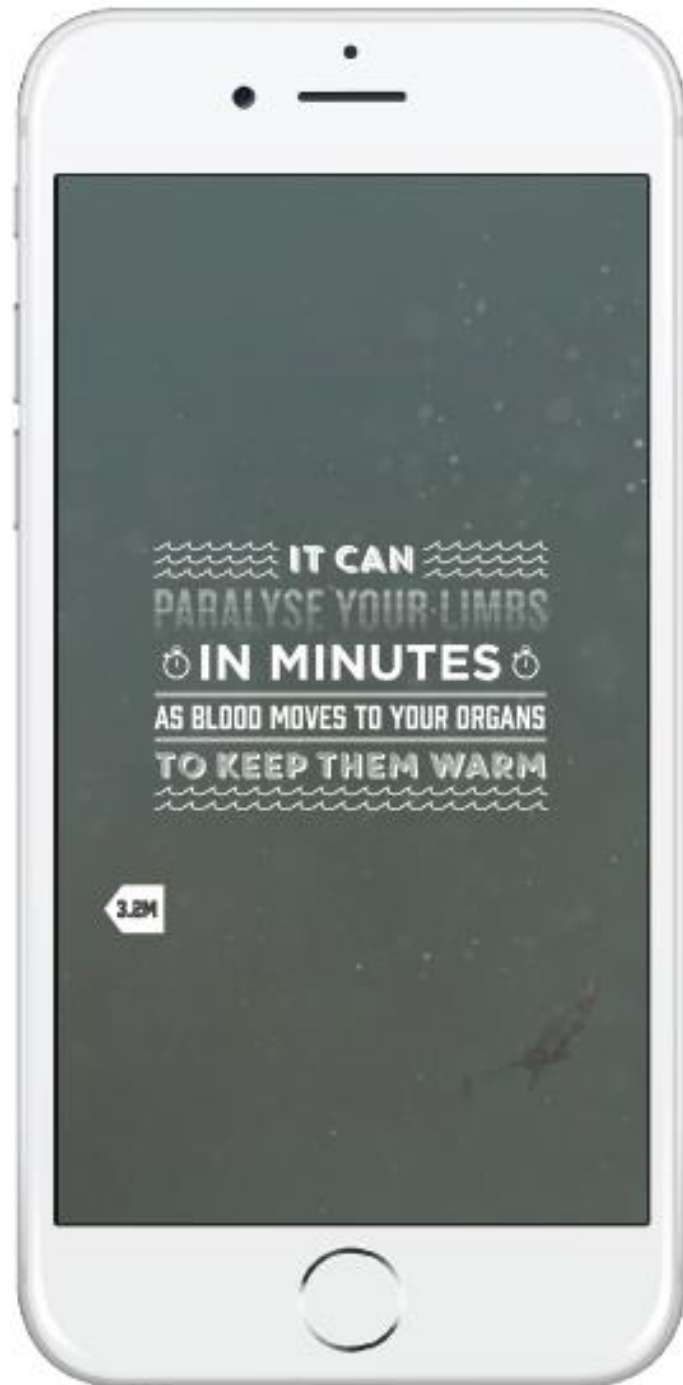 IT CAN
PARALYSE YOUR LIMBS
IN MINUTES
AS BLOOD MOVES TO YOUR ORGANS
TO KEEP THEM WARM
3.2M